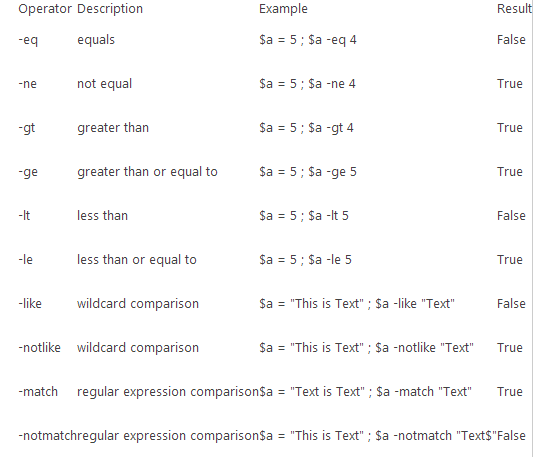 Operator Description Example Result
-eq equals $a = 5 ; $a -eq 4 False
-ne not equal $a = 5 ; $a -ne 4 True
-gt greater than $a = 5 ; $a -gt 4 True
-ge greater than or equal to $a = 5 ; $a -ge 5 True
-lt less than $a = 5 ; $a -lt 5 False
-le less than or equal to $a = 5 ; $a -le 5 True
-like wildcard comparison $a = "This is Text" ; $a -like "Text" False
-notlike wildcard comparison $a = "This is Text" ; $a -notlike "Text" True
-match regular expression comparison $a = "Text is Text" ; $a -match "Text" True
-notmatch regular expression comparison $a = "This is Text" ; $a -notmatch "Text$" False